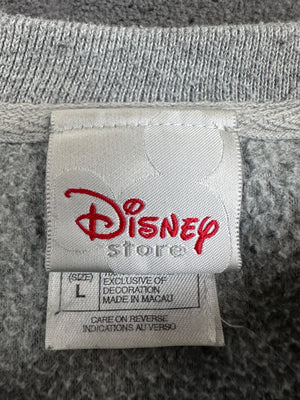 DISNEY
store
(SIZE)
L
EXCLUSIVE OF
DECORATION
MADE IN MACAU
CARE ON REVERSE
INDICATIONS AU VERSO